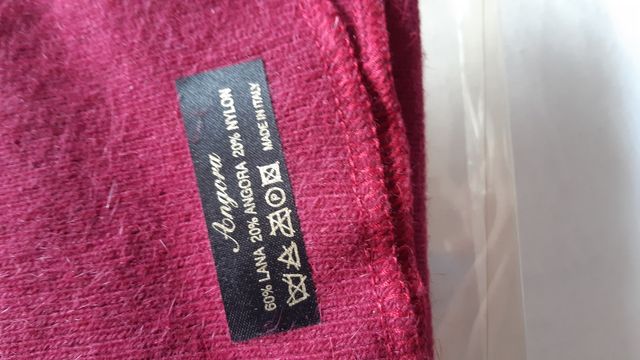 Angora
60% LANA 20% ANGORA 20% NYLON
P
MADE IN ITALY